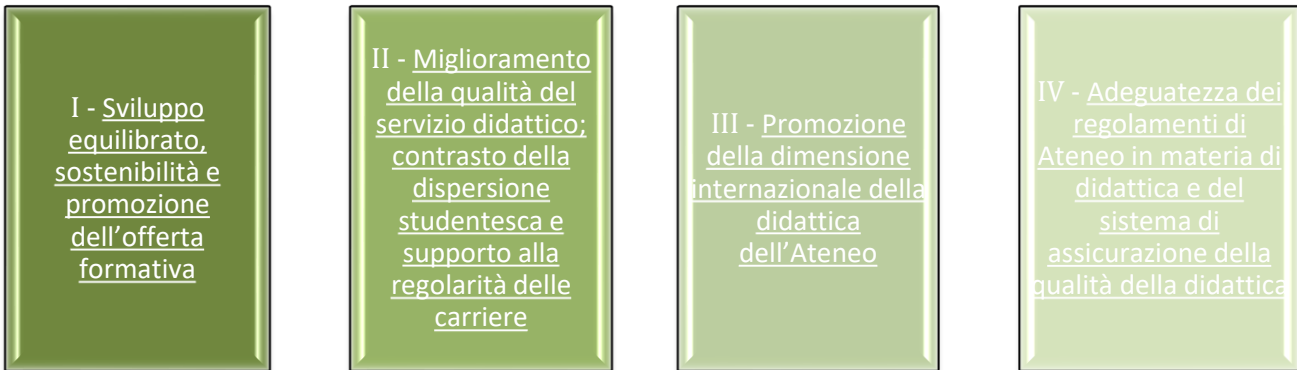 I - Sviluppo
equilibrato,
sostenibilità e
promozione
dell’offerta
formativa
II - Miglioramento
della qualità del
servizio didattico;
contrasto della
dispersione
studentesca e
supporto alla
regolarità delle
carriere
III - Promozione
della dimensione
internazionale della
didattica
dell’Ateneo
IV - Adeguatezza dei
regolamenti di
Ateneo in materia di
didattica e del
sistema di
assicurazione della
qualità della didattica